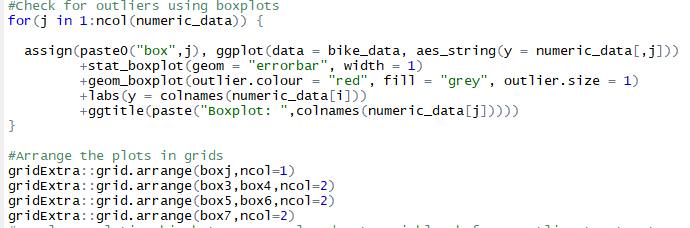 #Check for outliers using boxplots
for(j in 1:ncol(numeric_data)) {
assign(paste0("box",j), ggplot(data = bike_data, aes_string(y = numeric_data[,j]))
+stat_boxplot(geom = "errorbar", width = 1)
+geom_boxplot(outlier.colour = "red", fill = "grey", outlier.size = 1)
+labs(y = colnames(numeric_data[i]))
+ggtitle(paste("Boxplot: ",colnames(numeric_data[j]))))
}
#Arrange the plots in grids
gridExtra::grid.arrange(boxj,ncol=1)
gridExtra::grid.arrange(box3,box4,ncol=2)
gridExtra::grid.arrange(box5,box6,ncol=2)
gridExtra::grid.arrange(box7,ncol=2)